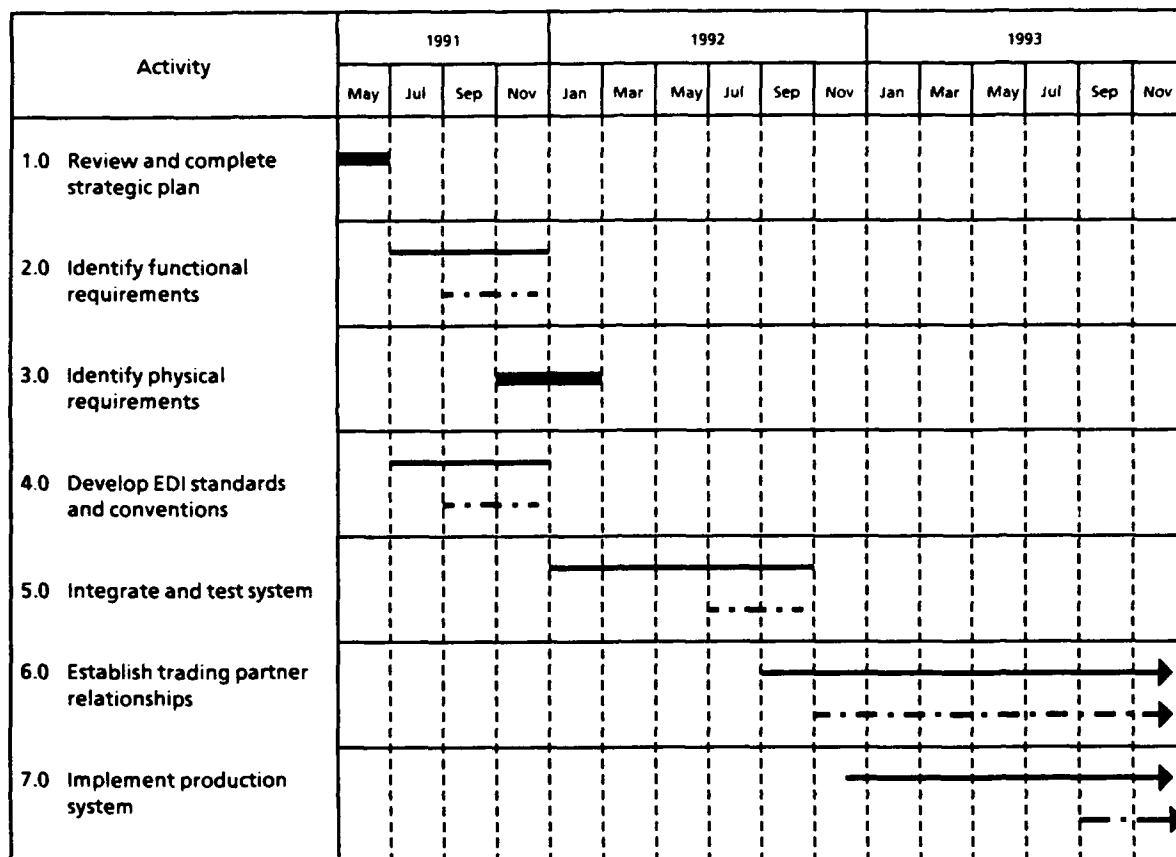 Activity
1991
1992
1993
May Jul Sep Nov Jan Mar May Jul Sep Nov Jan Mar May Jul Sep Nov
1.0 Review and complete
strategic plan
2.0 Identify functional
requirements
3.0 Identify physical
requirements
4.0 Develop EDI standards
and conventions
5.0 Integrate and test system
6.0 Establish trading partner
relationships
7.0 Implement production
system